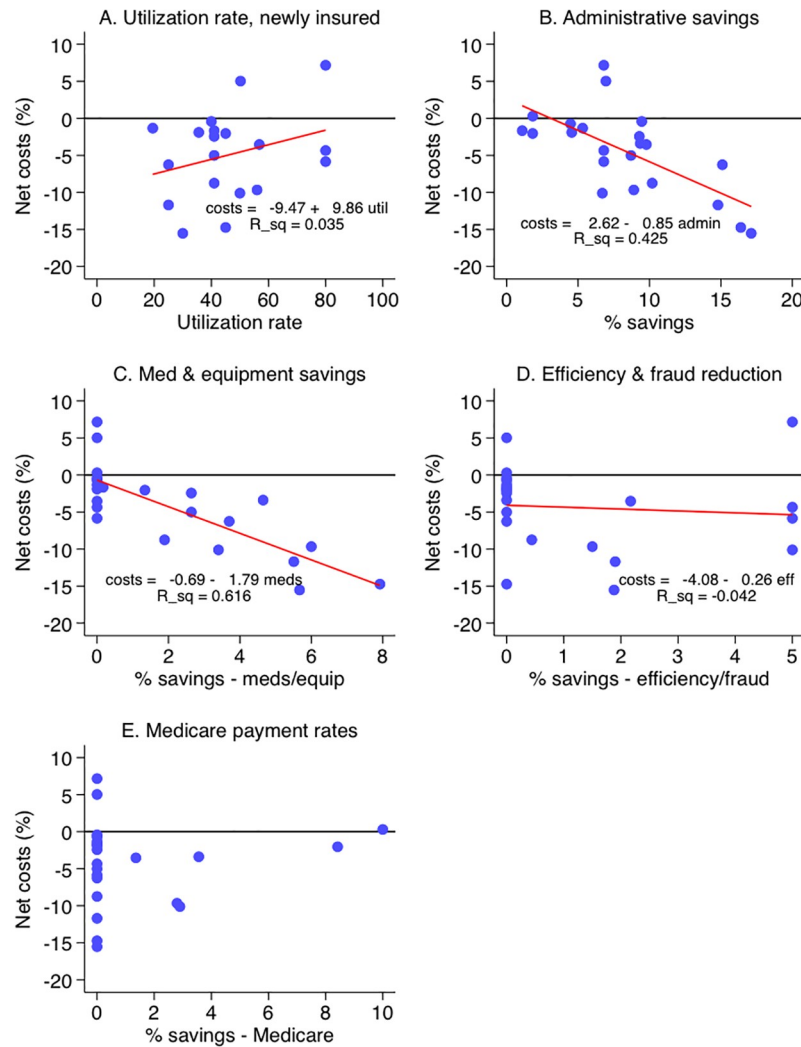 A. Utilization rate, newly insured
Net costs (%)
10
5
0
-5
-10
-15
-20
costs = -9.47 + 9.86 util
R_sq = 0.035
0 20 40 60 80 100
Utilization rate
B. Administrative savings
Net costs (%)
10
5
0
-5
-10
-15
-20
costs = 2.62 - 0.85 admin
R_sq = 0.425
0 5 10 15 20
% savings
C. Med & equipment savings
Net costs (%)
10
5
0
-5
-10
-15
-20
costs = -0.69 - 1.79 meds
R_sq = 0.616
0 2 4 6 8
% savings - meds/equip
D. Efficiency & fraud reduction
Net costs (%)
10
5
0
-5
-10
-15
-20
costs = -4.08 - 0.26 eff
R_sq = -0.042
0 1 2 3 4 5
% savings - efficiency/fraud
E. Medicare payment rates
Net costs (%)
10
5
0
-5
-10
-15
-20
0 2 4 6 8 10
% savings - Medicare